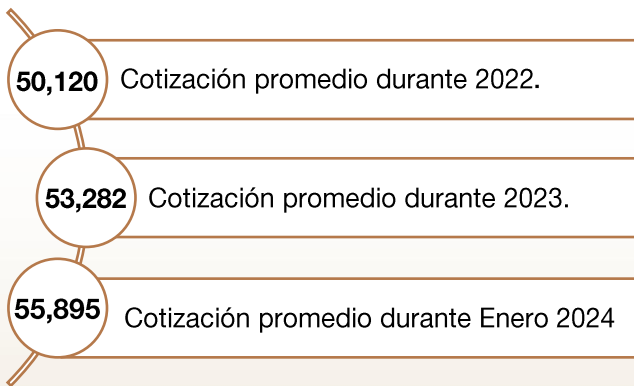 50,120 Cotización promedio durante 2022.
53,282 Cotización promedio durante 2023.
55,895 Cotización promedio durante Enero 2024